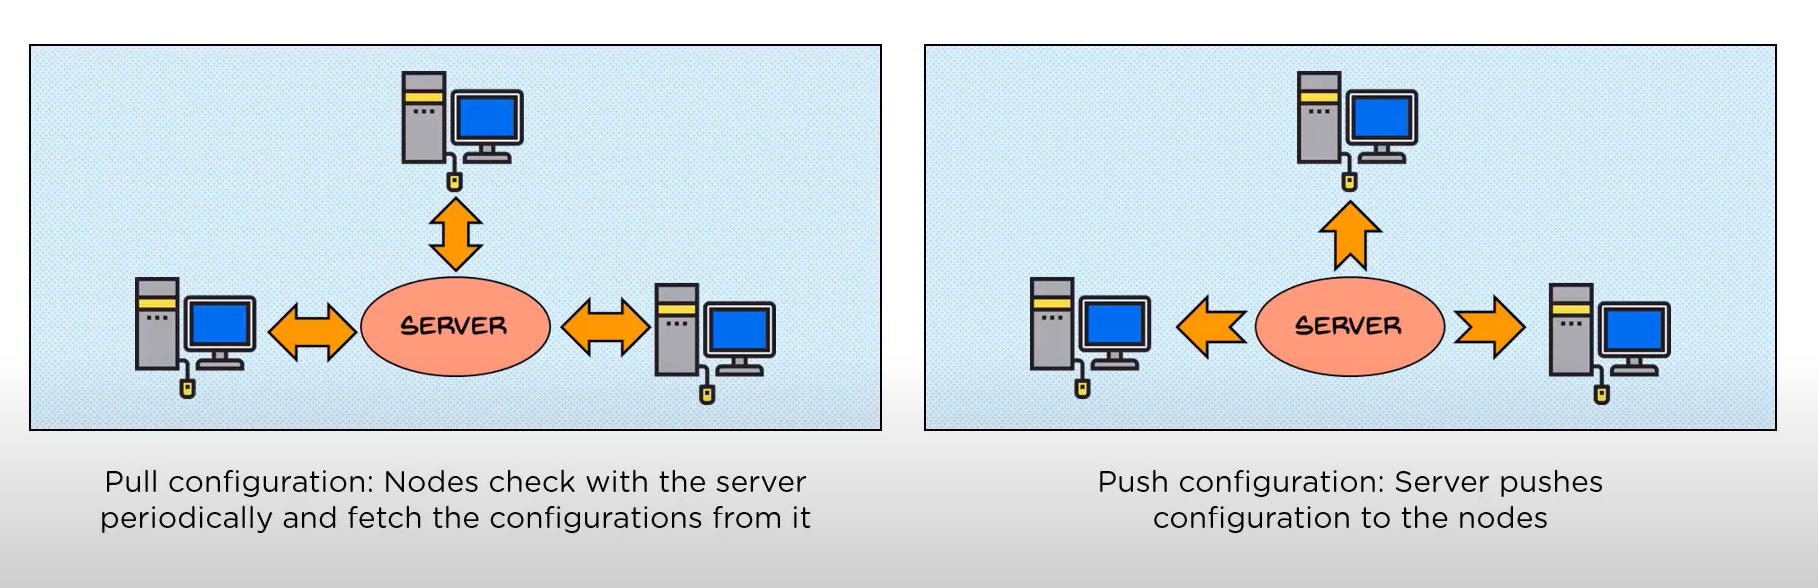 SERVER
SERVER
Pull configuration: Nodes check with the server
periodically and fetch the configurations from it
Push configuration: Server pushes
configuration to the nodes